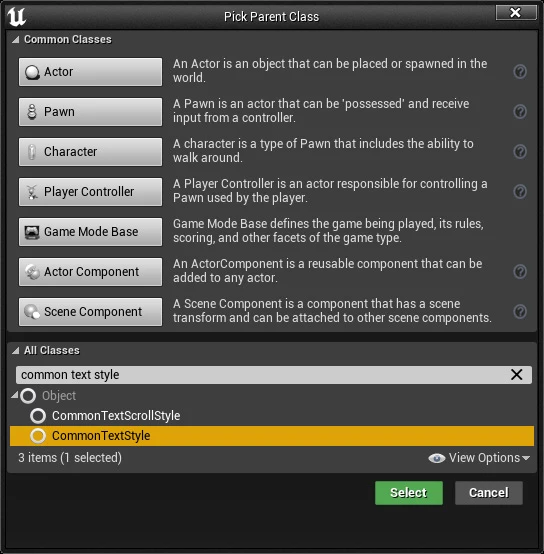 Pick Parent Class
Common Classes
Actor
An Actor is an object that can be placed or spawned in the
world.
Pawn
A Pawn is an actor that can be 'possessed' and receive
input from a controller.
Character
A character is a type of Pawn that includes the ability to
walk around.
Player Controller
A Player Controller is an actor responsible for controlling a
Pawn used by the player.
Game Mode Base
Game Mode Base defines the game being played, its rules,
scoring, and other facets of the game type.
Actor Component
An ActorComponent is a reusable component that can be
added to any actor.
Scene Component
A Scene Component is a component that has a scene
transform and can be attached to other scene components.
All Classes
common text style
Object
CommonTextScrollStyle
CommonTextStyle
3 items (1 selected)
View Options
Select
Cancel